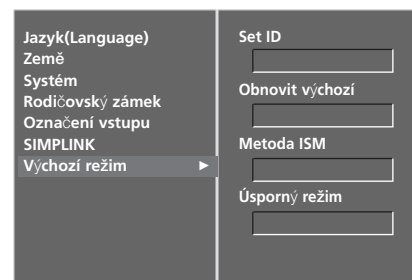 Jazyk(Language)
Země
Systém
Rodičovský zámek
Označení vstupu
SIMPLINK
Výchozí režim ►
Set ID
Obnovit výchozí
Metoda ISM
Úsporný režim